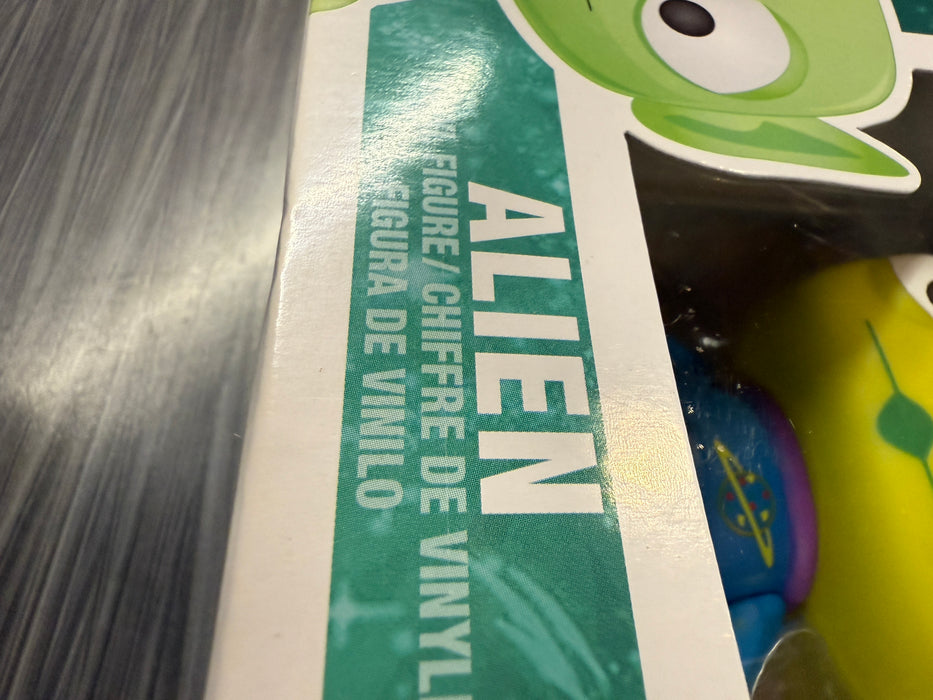 ALIEN
FIGURE/ CHIFFRE DE VINYL
FIGURA DE VINILO